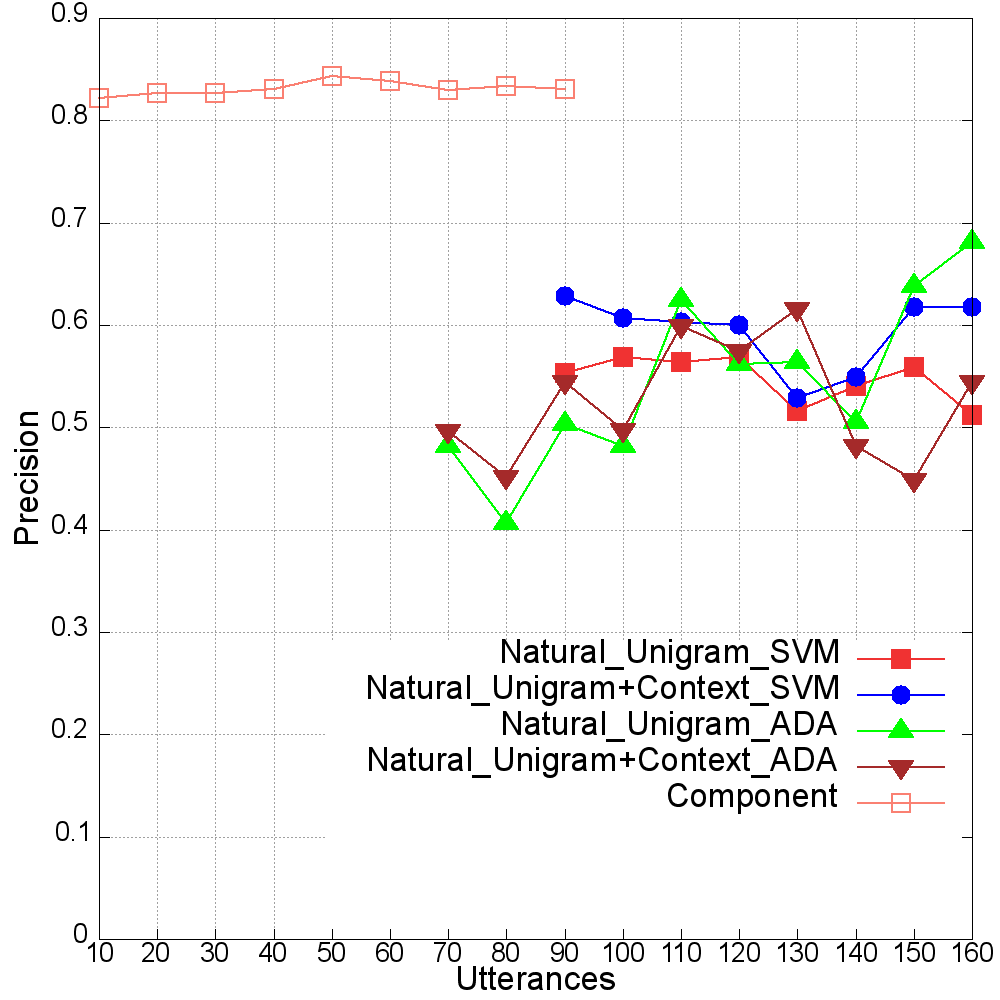 0.9
0.8
0.7
0.6
0.5
0.4
0.3
0.2
0.1
0
Precision
Natural_Unigram_SVM
Natural_Unigram+Context_SVM
Natural_Unigram_ADA
Natural_Unigram+Context_ADA
Component
10 20 30 40 50 60 70 80 90 100 110 120 130 140 150 160
Utterances